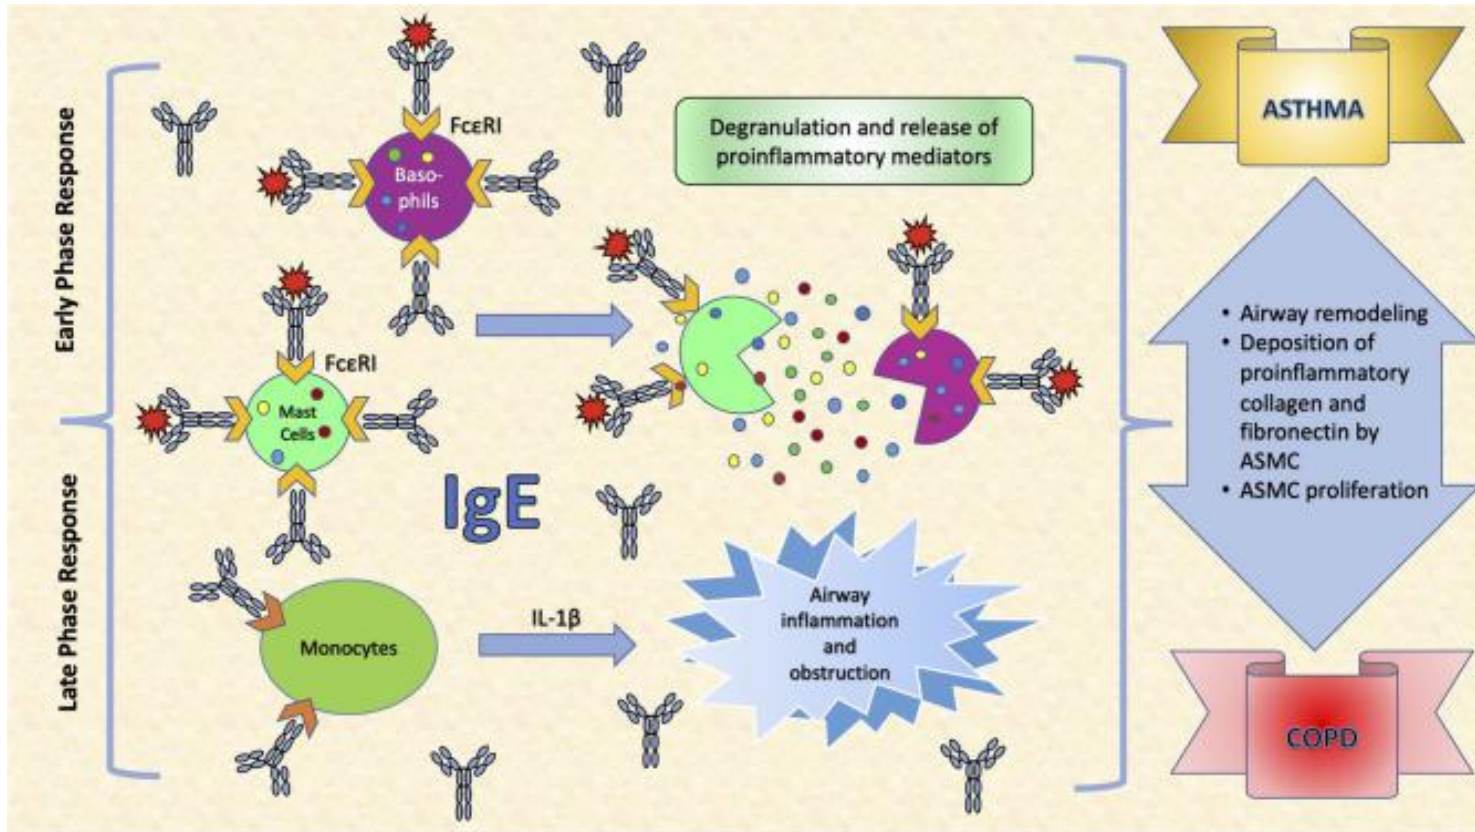 Early Phase Response
Late Phase Response
FcεRI
Baso-
phils
FcεRI
Mast
Cells
IgE
Monocytes
IL-1β
Degranulation and release of
proinflammatory mediators
Airway
inflammation
and
obstruction
ASTHMA
• Airway remodeling
• Deposition of
proinflammatory
collagen and
fibronectin by
ASMC
• ASMC proliferation
COPD